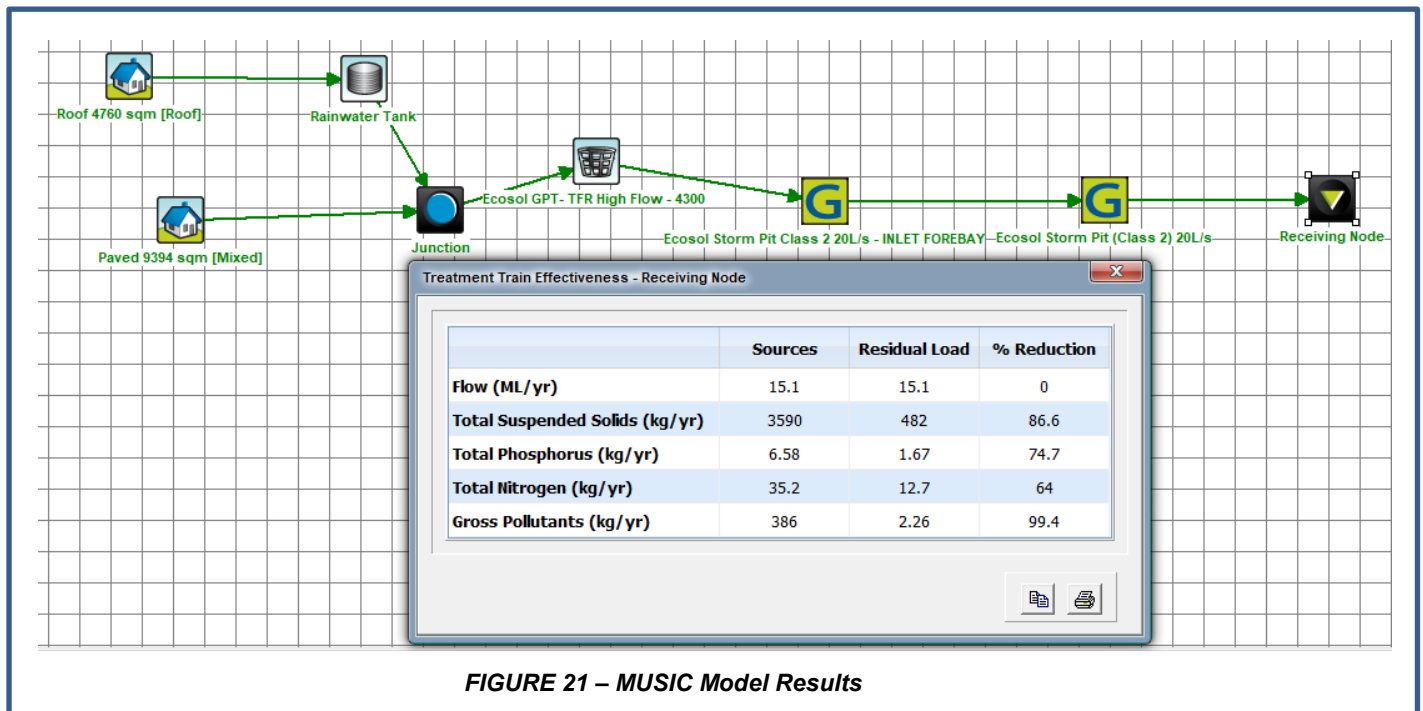 Roof 4760 sqm [Roof]
Rainwater Tank
Ecosol GPT- TFR High Flow - 4300
Paved 9394 sqm [Mixed]
Junction
G
Ecosol Storm Pit Class 2 20L/s - INLET FOREBAY
G
Ecosol Storm Pit (Class 2) 20L/s
Receiving Node
Treatment Train Effectiveness - Receiving Node
Sources Residual Load % Reduction
Flow (ML/yr) 15.1 15.1 0
Total Suspended Solids (kg/yr) 3590 482 86.6
Total Phosphorus (kg/yr) 6.58 1.67 74.7
Total Nitrogen (kg/yr) 35.2 12.7 64
Gross Pollutants (kg/yr) 386 2.26 99.4
FIGURE 21 – MUSIC Model Results